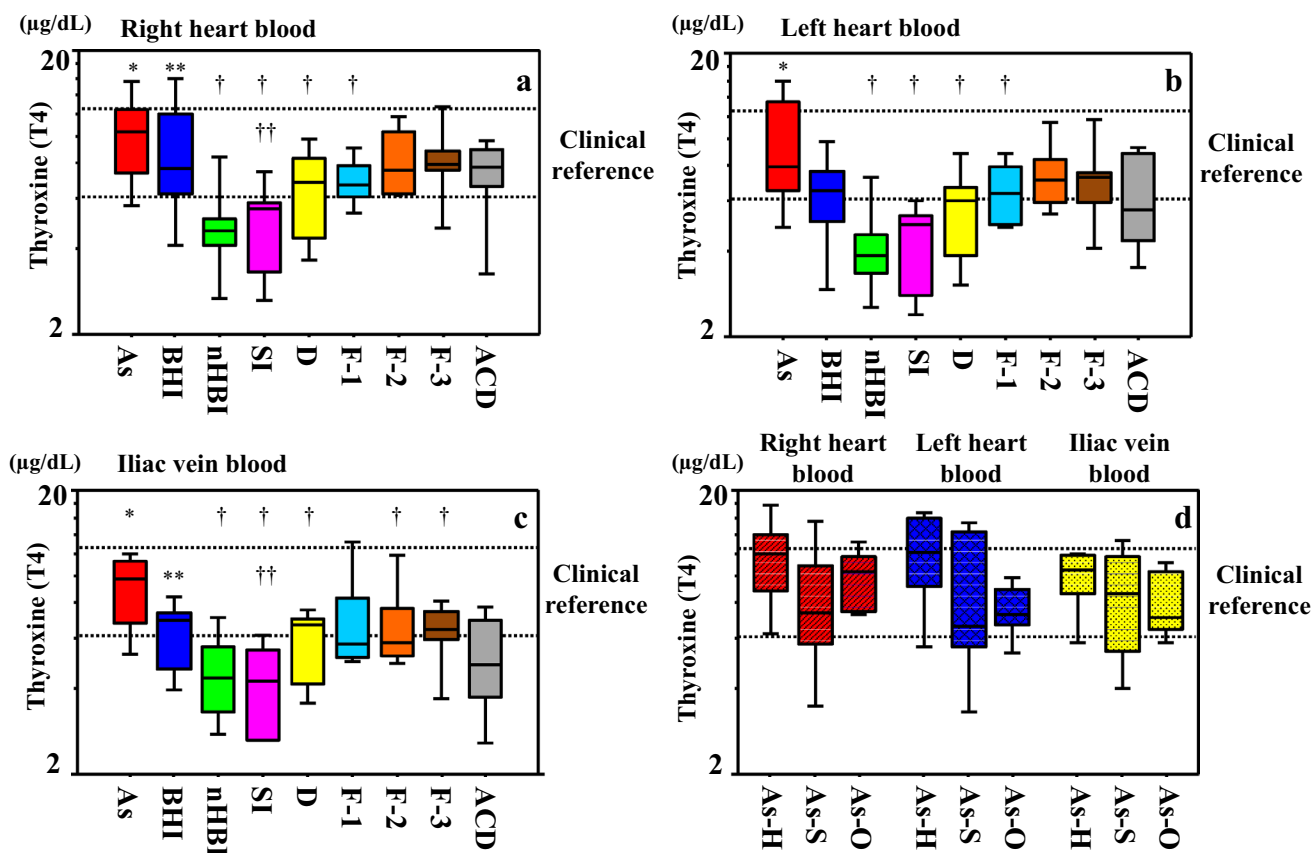 (µg/dL) Right heart blood
20
* ** † † † † a
††
Thyroxine (T4)
Clinical
reference
2
As BHI nHBI SI D F-1 F-2 F-3 ACD
(µg/dL) Left heart blood
20
* † † † † b
Thyroxine (T4)
Clinical
reference
2
As BHI nHBI SI D F-1 F-2 F-3 ACD
(µg/dL) Iliac vein blood
20
* † † † † † c
** ††
Thyroxine (T4)
Clinical
reference
2
As BHI nHBI SI D F-1 F-2 F-3 ACD
Right heart Left heart Iliac vein
(µg/dL) blood blood blood
20
d
Thyroxine (T4)
Clinical
reference
2
As-H As-S As-O As-H As-S As-O As-H As-S As-O